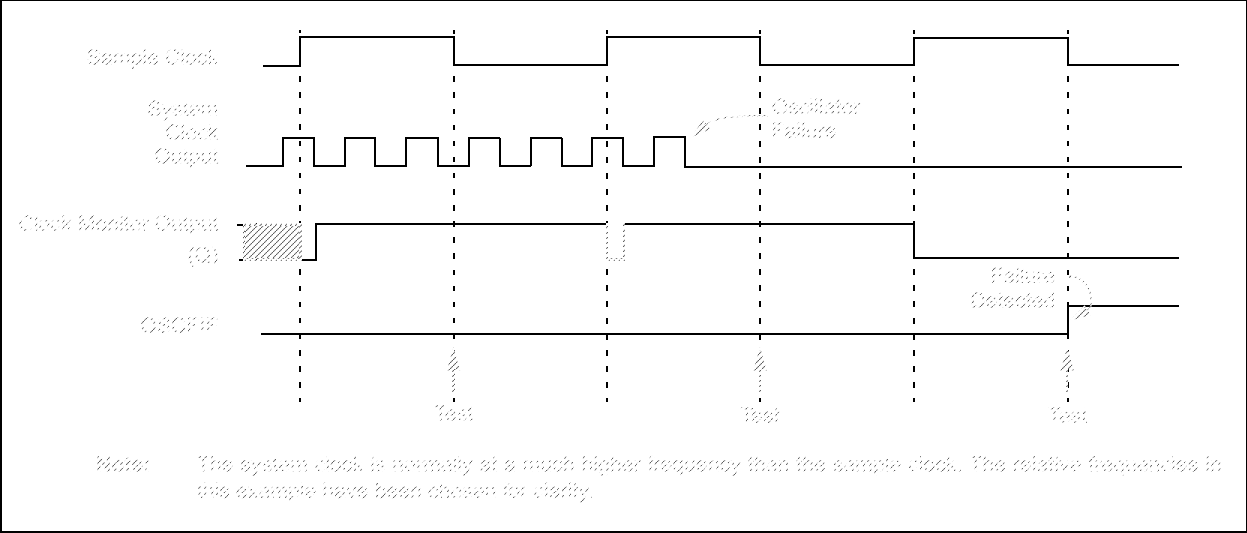 Sample Clock
System
Clock
Output
Oscillator
Failure
Clock Monitor Output
(Q)
Failure
Detected
OSCFIF
Test
Test
Test
Note: The system clock is normally at a much higher frequency than the sample clock. The relative frequencies in
this example have been chosen for clarity.